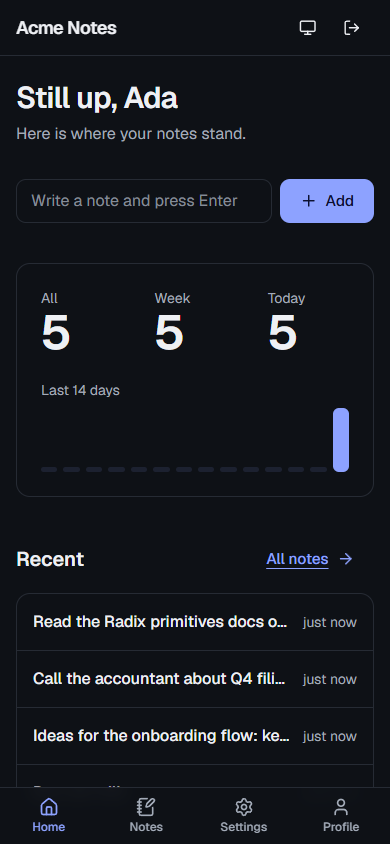 Acme Notes
Still up, Ada
Here is where your notes stand.
Write a note and press Enter
Add
All
Week
Today
5
5
5
Last 14 days
Recent
All notes
Read the Radix primitives docs o...
just now
Call the accountant about Q4 fili...
just now
Ideas for the onboarding flow: ke...
just now
Home
Notes
Settings
Profile